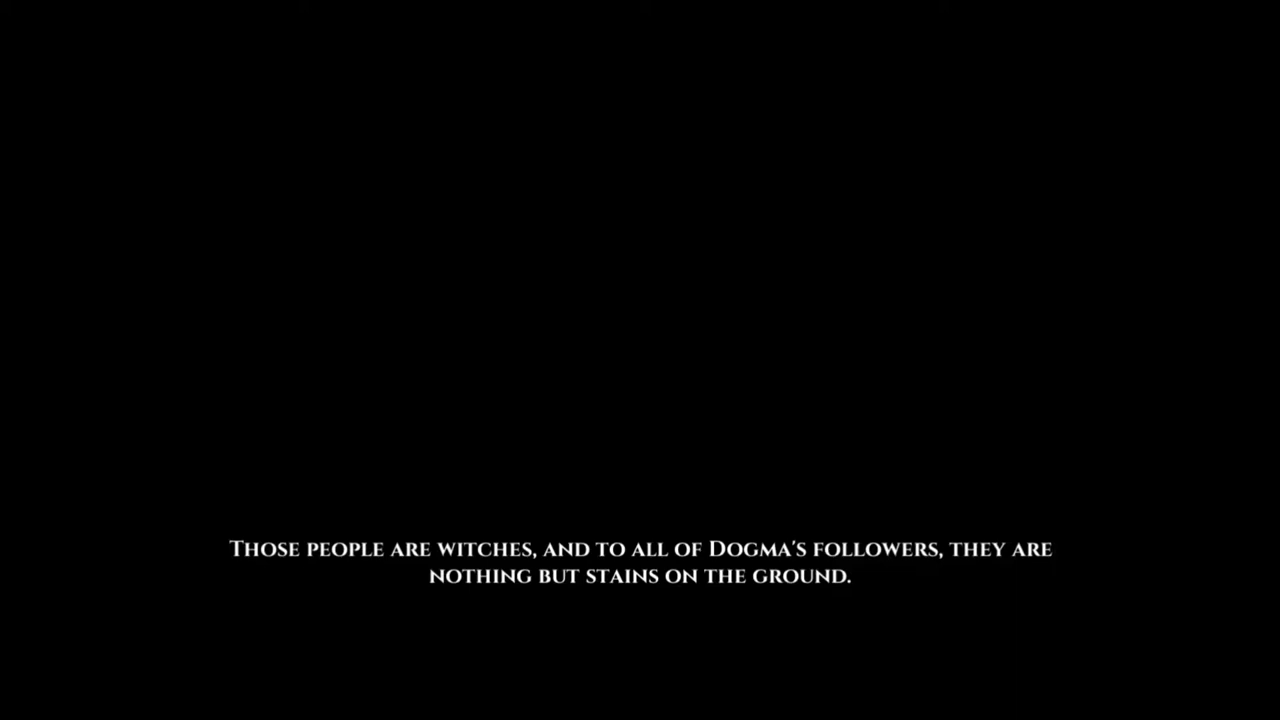 Those people are witches, and to all of Dogma's followers, they are
nothing but stains on the ground.